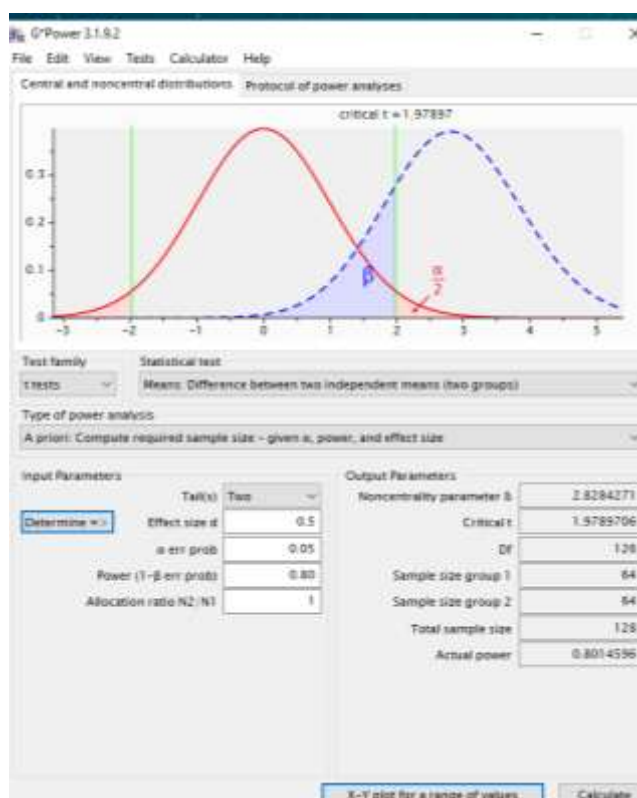 G*Power 3.1.9.2
File Edit View Tests Calculator Help
Central and noncentral distributions Protocol of power analyses
critical t = 1.97897
0.3
0.2
0.1
0
β
α
2
-3 -2 -1 0 1 2 3 4 5
Test family Statistical test
t tests Means: Difference between two independent means (two groups)
Type of power analysis
A priori: Compute required sample size - given α, power, and effect size
Input Parameters Output Parameters
Tail(s) Two Noncentrality parameter δ 2.8284271
Determine => Effect size d 0.5 Critical t 1.9789706
α err prob 0.05 Df 128
Power (1-β err prob) 0.80 Sample size group 1 64
Allocation ratio N2/N1 1 Sample size group 2 64
Total sample size 128
Actual power 0.8014596
X-Y plot for a range of values Calculate